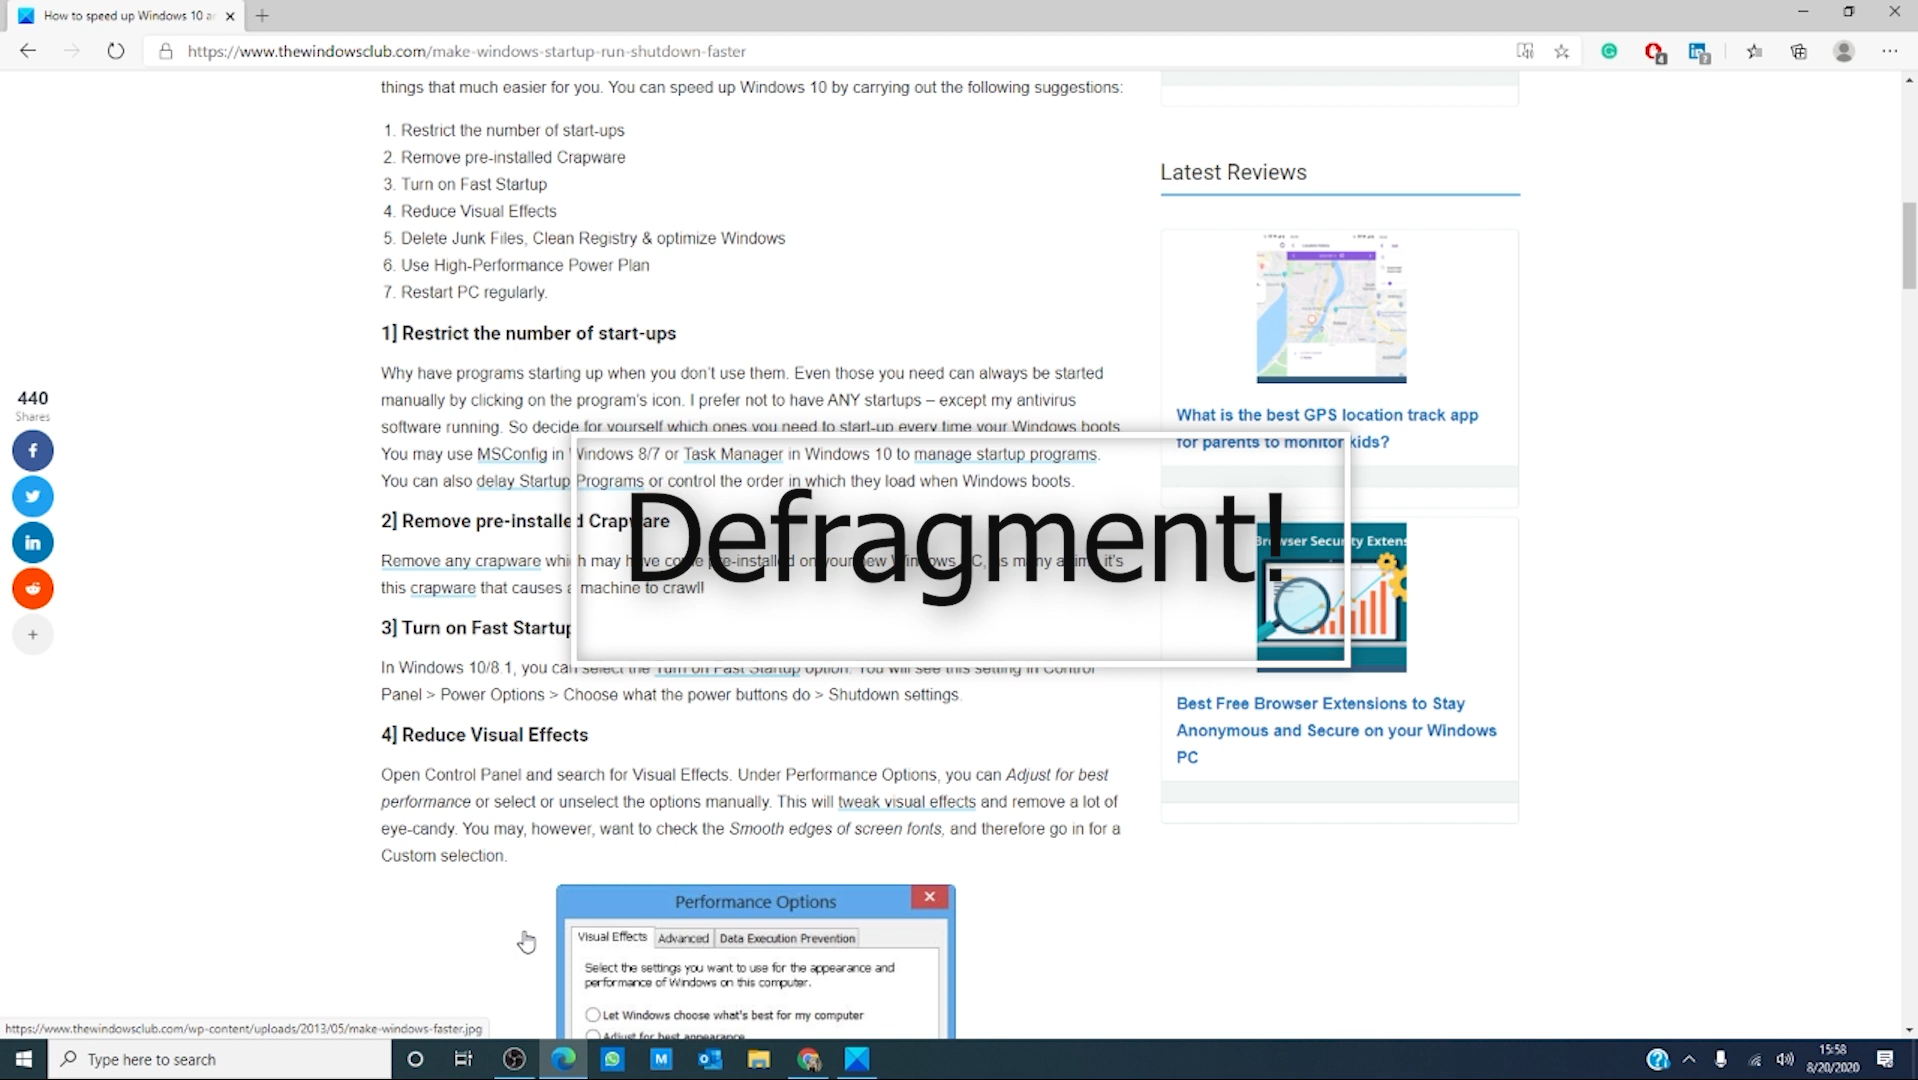 How to speed up Windows 10 a
https://www.thewindowsclub.com/make-windows-startup-run-shutdown-faster
things that much easier for you. You can speed up Windows 10 by carrying out the following suggestions:
1. Restrict the number of start-ups
2. Remove pre-installed Crapware
3. Turn on Fast Startup
4. Reduce Visual Effects
5. Delete Junk Files, Clean Registry & optimize Windows
6. Use High-Performance Power Plan
7. Restart PC regularly.
1] Restrict the number of start-ups
Why have programs starting up when you don't use them. Even those you need can always be started
manually by clicking on the program's icon. I prefer not to have ANY startups – except my antivirus
software running. So decide for yourself which ones you need to start-up every time your Windows boots.
You may use MSConfig in Windows 8/7 or Task Manager in Windows 10 to manage startup programs.
You can also delay Startup Programs or control the order in which they load when Windows boots.
2] Remove pre-installed Crapware
Remove any crapware which may have come pre-installed on your new Windows PC, as many a time it's
this crapware that causes a machine to crawl!
3] Turn on Fast Startup
In Windows 10/8.1, you can select the Turn on Fast Startup option. You will see this setting in Control
Panel > Power Options > Choose what the power buttons do > Shutdown settings.
4] Reduce Visual Effects
Open Control Panel and search for Visual Effects. Under Performance Options, you can Adjust for best
performance or select or unselect the options manually. This will tweak visual effects and remove a lot of
eye-candy. You may, however, want to check the Smooth edges of screen fonts, and therefore go in for a
Custom selection.
Performance Options
Visual Effects Advanced Data Execution Prevention
Select the settings you want to use for the appearance and
performance of Windows on this computer.
Let Windows choose what's best for my computer
Adjust for best appearance
Defragment!
440
Shares
Latest Reviews
What is the best GPS location track app
for parents to monitor kids?
Browser Security Extens
Best Free Browser Extensions to Stay
Anonymous and Secure on your Windows
PC
https://www.thewindowsclub.com/wp-content/uploads/2013/05/make-windows-faster.jpg
Type here to search
15:58
8/20/2020